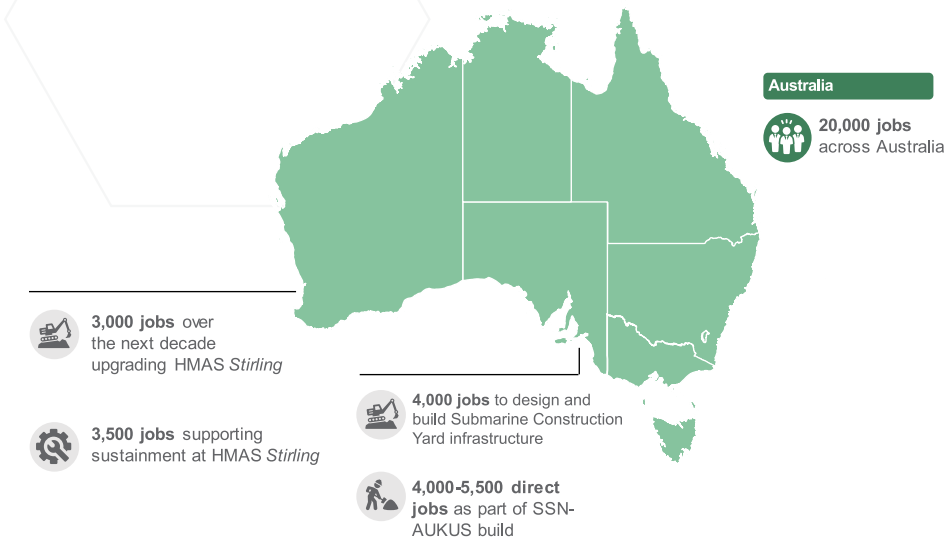 Australia
20,000 jobs
across Australia
3,000 jobs over
the next decade
upgrading HMAS Stirling
3,500 jobs supporting
sustainment at HMAS Stirling
4,000 jobs to design and
build Submarine Construction
Yard infrastructure
4,000-5,500 direct
jobs as part of SSN-
AUKUS build